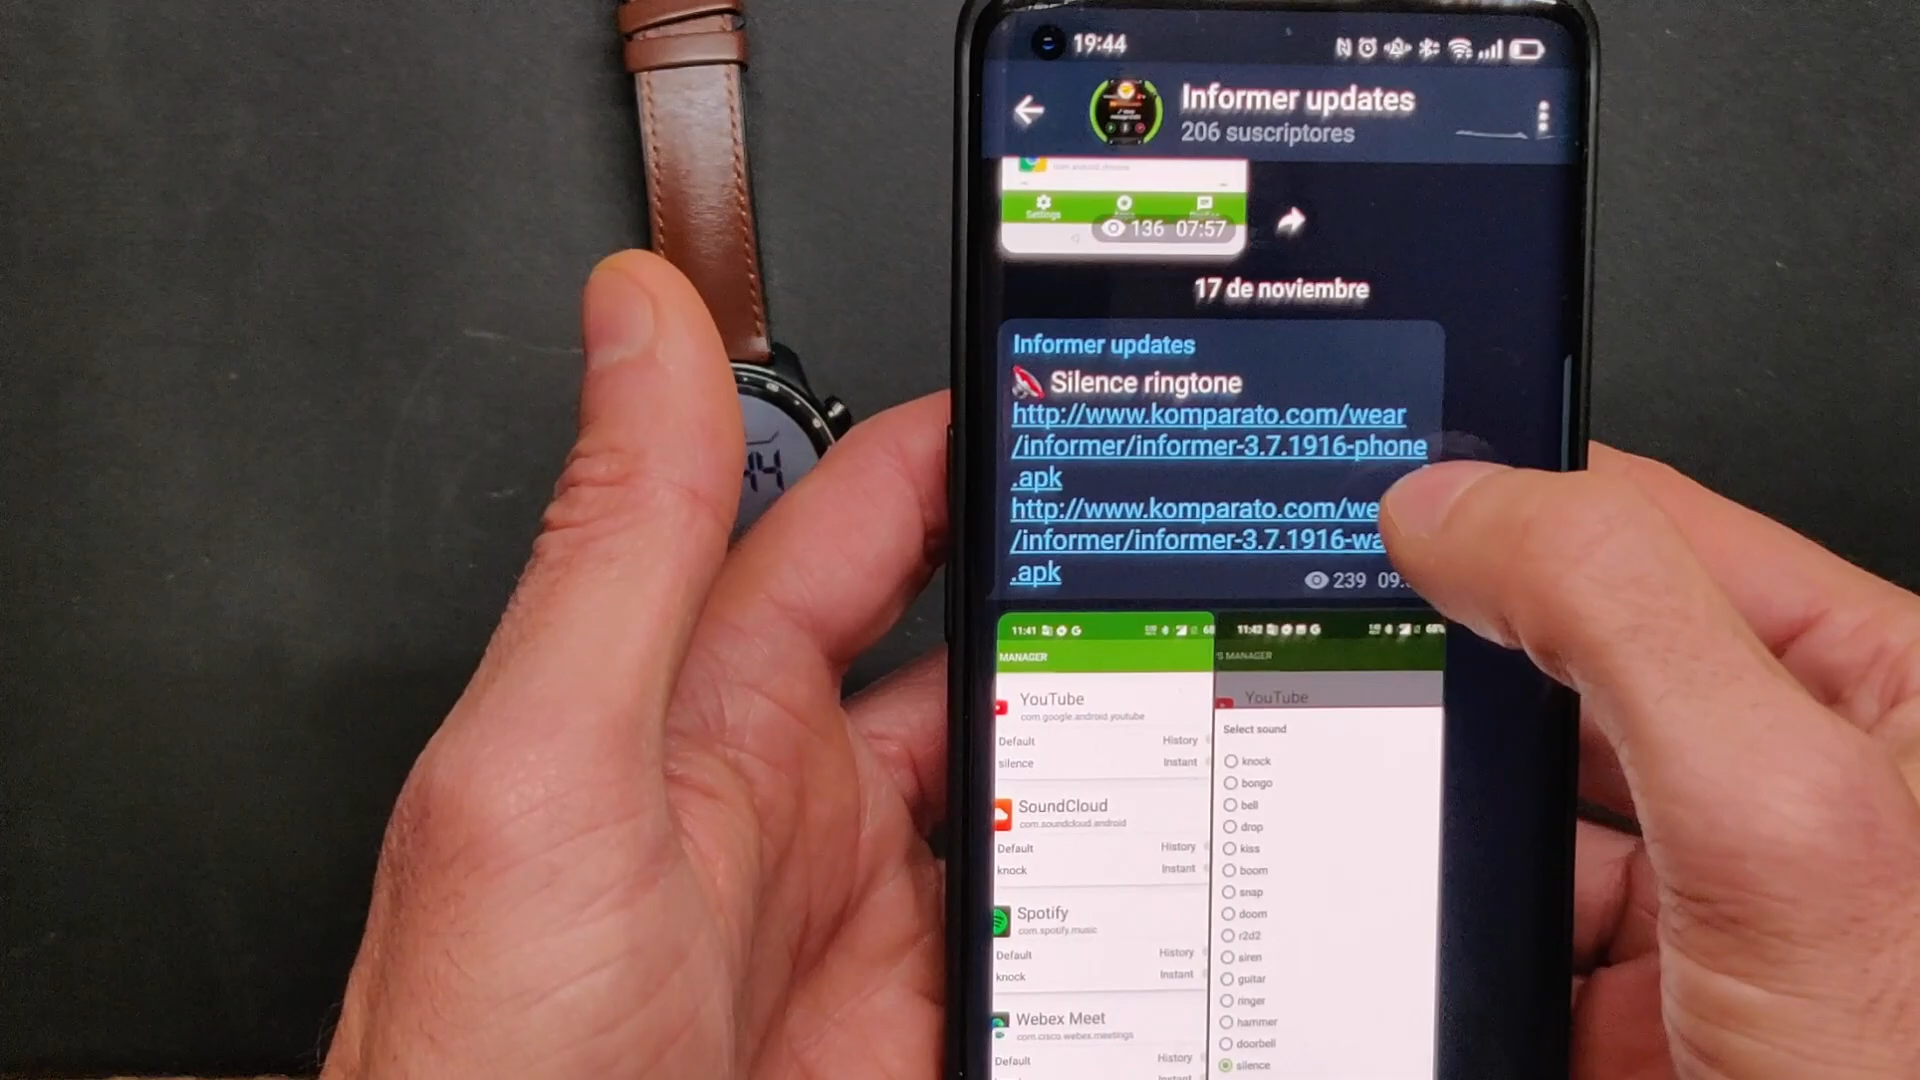 19:44
Informer updates
206 suscriptores
Settings
136 07:57
17 de noviembre
Informer updates
Silence ringtone
http://www.komparato.com/wear
/informer/informer-3.7.1916-phone
.apk
http://www.komparato.com/we
/informer/informer-3.7.1916-wa
.apk
239 09
44
11:41
MANAGER
YouTube
com.google.android.youtube
Default History
silence Instant
SoundCloud
com.soundcloud.android
Default History
knock Instant
Spotify
com.spotify.music
Default History
knock Instant
Webex Meet
com.cisco.webex.meetings
Default History
Instant
11:42 68%
'S MANAGER
YouTube
Select sound
knock
bongo
bell
drop
kiss
boom
snap
doom
r2d2
siren
guitar
ringer
hammer
doorbell
silence